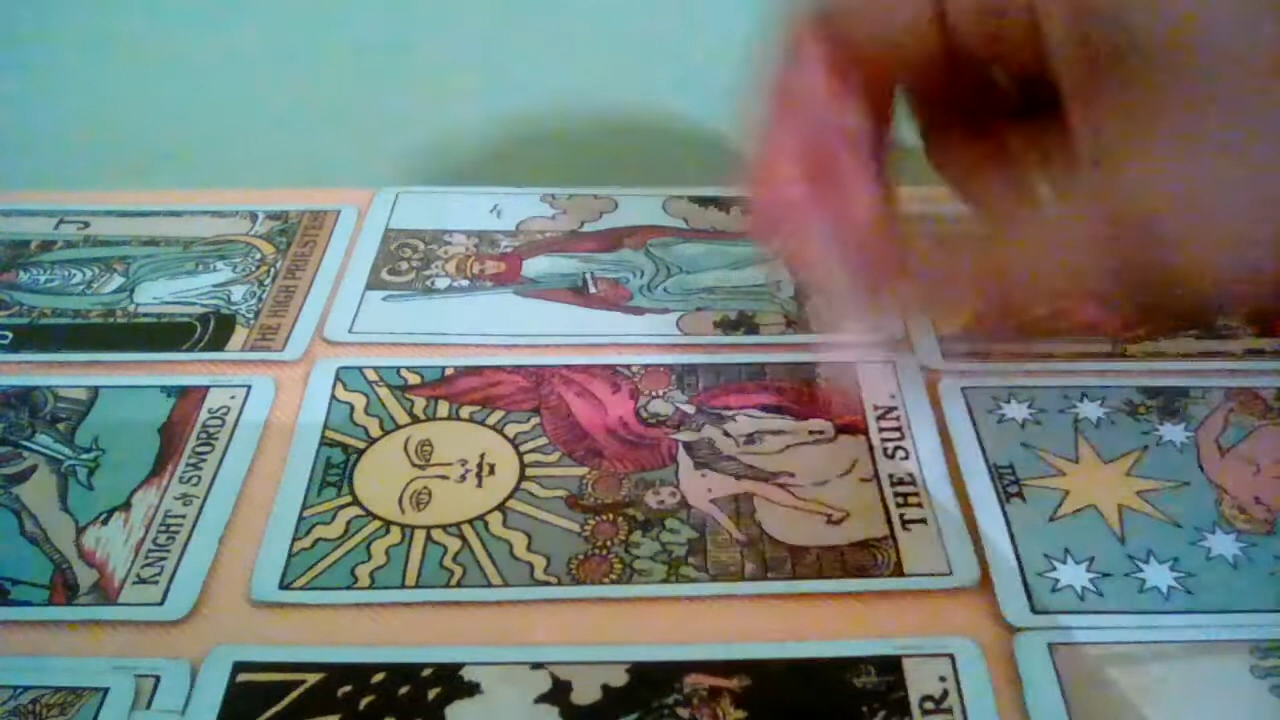 J
THE HIGH PRIESTESS
B
KNIGHT of SWORDS.
XIX
THE SUN.
XVII
R.